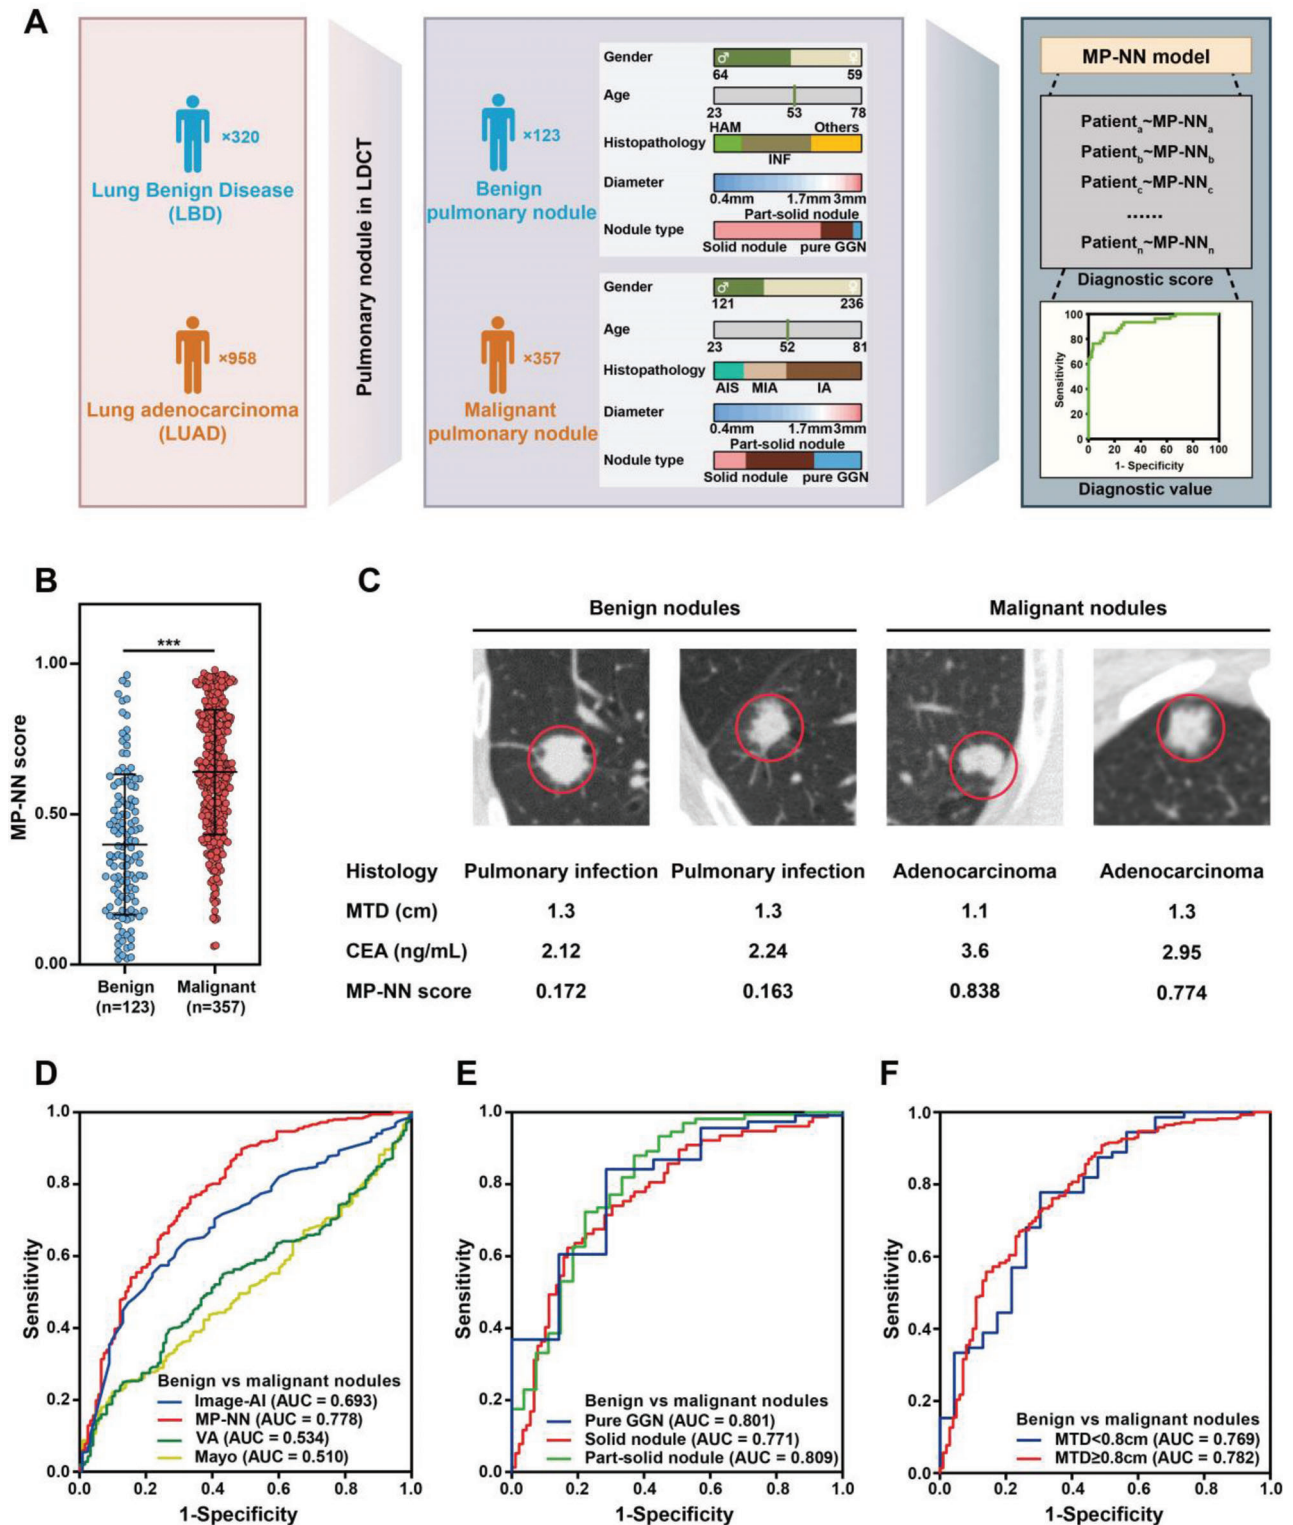 A
×320
Lung Benign Disease
(LBD)
×958
Lung adenocarcinoma
(LUAD)
Pulmonary nodule in LDCT
×123
Benign
pulmonary nodule
Gender
♂ ♀
64 59
Age
23 53 78
HAM Others
Histopathology
INF
Diameter
0.4mm 1.7mm 3mm
Part-solid nodule
Nodule type
Solid nodule pure GGN
×357
Malignant
pulmonary nodule
Gender
♂ ♀
121 236
Age
23 52 81
Histopathology
AIS MIA IA
Diameter
0.4mm 1.7mm 3mm
Part-solid nodule
Nodule type
Solid nodule pure GGN
MP-NN model
Patienta~MP-NNa
Patientb~MP-NNb
Patientc~MP-NNc
......
Patientn~MP-NNn
Diagnostic score
Sensitivity
100
80
60
40
20
0
0 20 40 60 80 100
1- Specificity
Diagnostic value
B
MP-NN score
***
1.00
0.50
0.00
Benign Malignant
(n=123) (n=357)
C
Benign nodules Malignant nodules
Histology Pulmonary infection Pulmonary infection Adenocarcinoma Adenocarcinoma
MTD (cm) 1.3 1.3 1.1 1.3
CEA (ng/mL) 2.12 2.24 3.6 2.95
MP-NN score 0.172 0.163 0.838 0.774
D
Sensitivity
1.0
0.8
0.6
0.4
0.2
0.0
Benign vs malignant nodules
Image-AI (AUC = 0.693)
MP-NN (AUC = 0.778)
VA (AUC = 0.534)
Mayo (AUC = 0.510)
0.0 0.2 0.4 0.6 0.8 1.0
1-Specificity
E
Sensitivity
1.0
0.8
0.6
0.4
0.2
0.0
Benign vs malignant nodules
Pure GGN (AUC = 0.801)
Solid nodule (AUC = 0.771)
Part-solid nodule (AUC = 0.809)
0.0 0.2 0.4 0.6 0.8 1.0
1-Specificity
F
Sensitivity
1.0
0.8
0.6
0.4
0.2
0.0
Benign vs malignant nodules
MTD<0.8cm (AUC = 0.769)
MTD≥0.8cm (AUC = 0.782)
0.0 0.2 0.4 0.6 0.8 1.0
1-Specificity